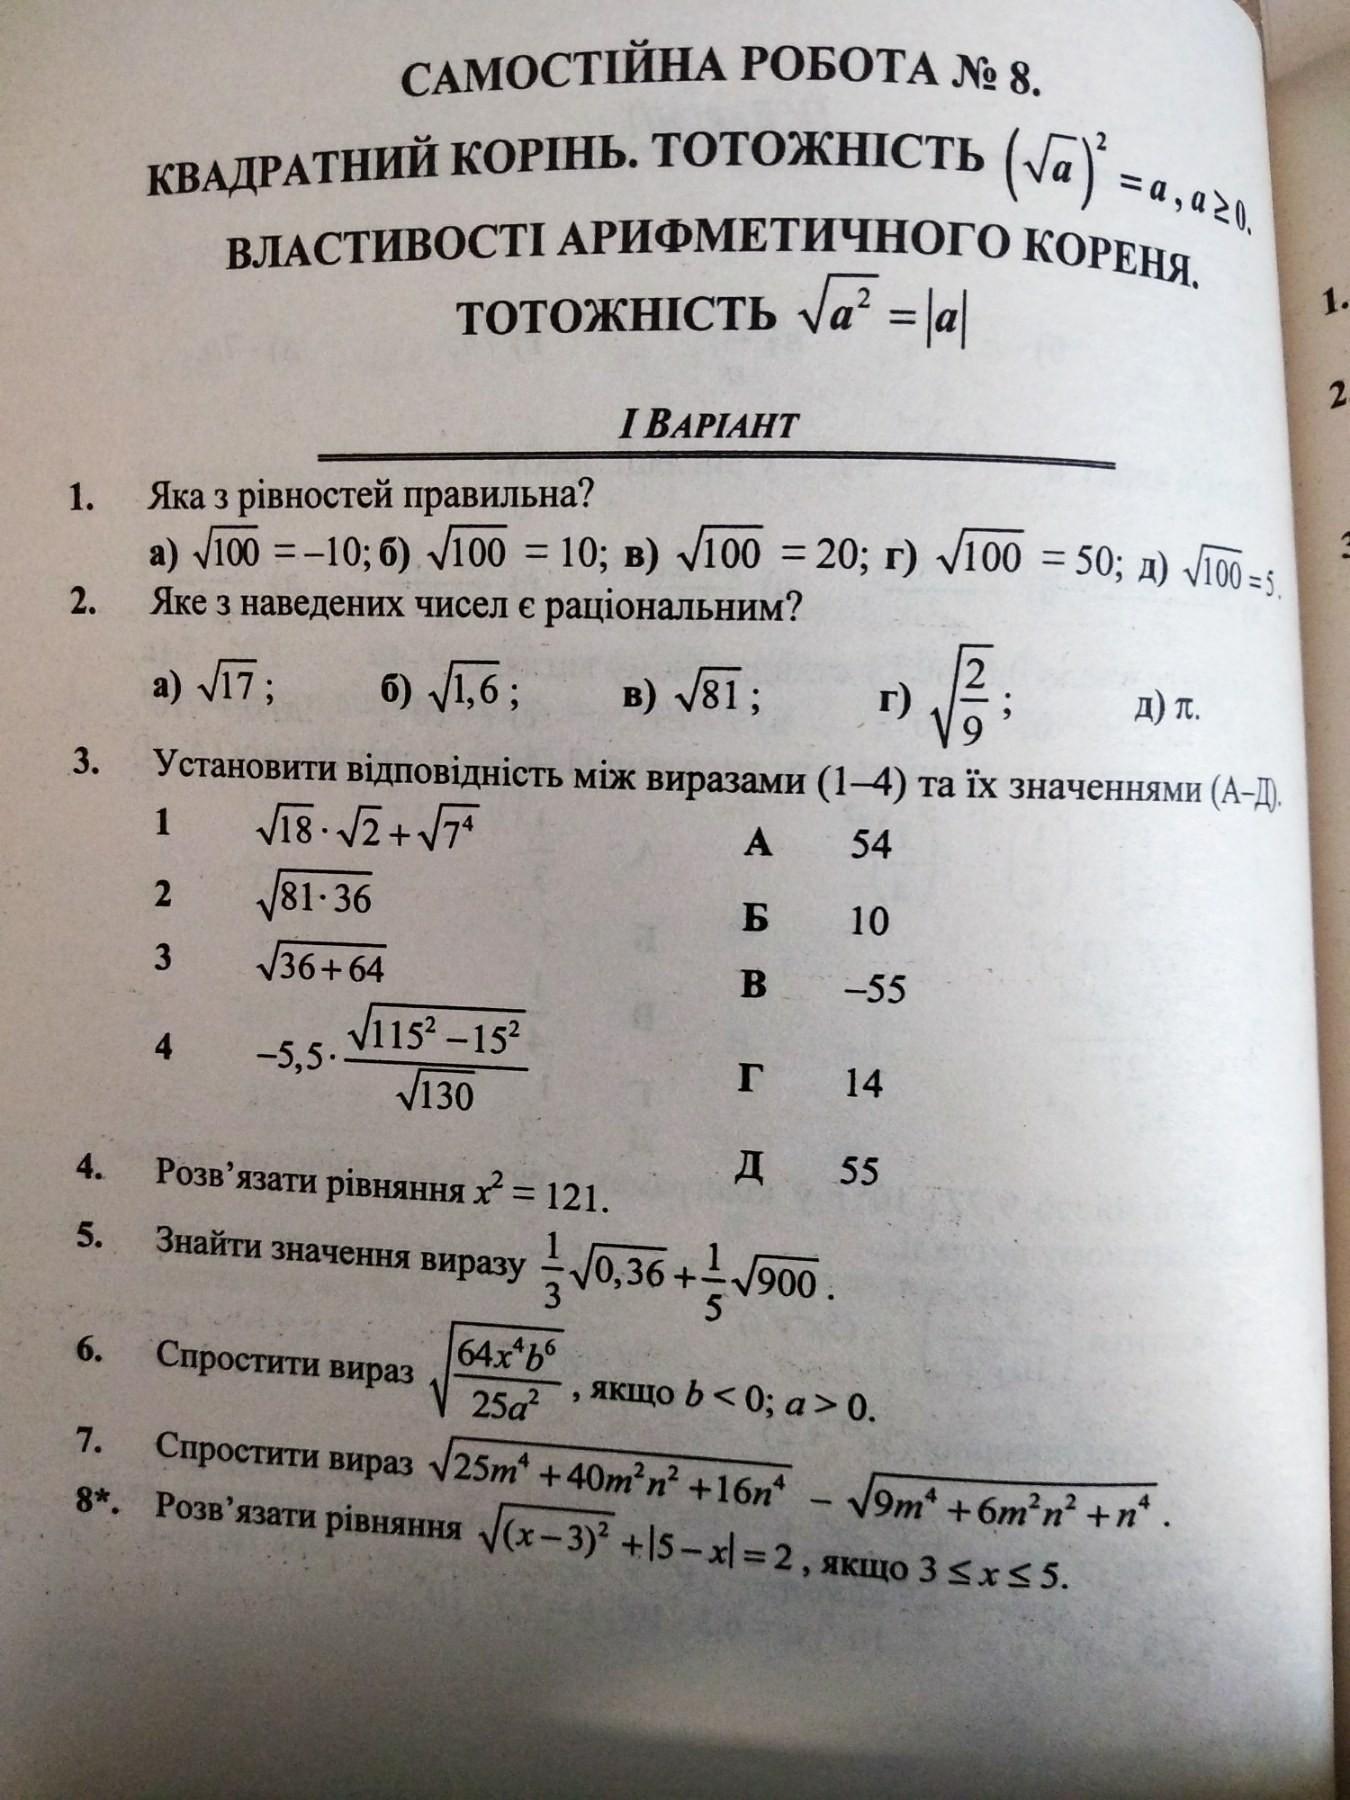 САМОСТІЙНА РОБОТА № 8.
КВАДРАТНИЙ КОРІНЬ. ТОТОЖНІСТЬ (√a)² = a, a ≥ 0.
ВЛАСТИВОСТІ АРИФМЕТИЧНОГО КОРЕНЯ.
ТОТОЖНІСТЬ √(a²) = |a|
І ВАРІАНТ
1. Яка з рівностей правильна?
а) √100 = –10; б) √100 = 10; в) √100 = 20; г) √100 = 50; д) √100 = 5.
2. Яке з наведених чисел є раціональним?
а) √17; б) √1,6; в) √81; г) √(2/9); д) π.
3. Установити відповідність між виразами (1–4) та їх значеннями (А–Д).
1 √18 · √2 + √(7⁴) А 54
2 √(81·36) Б 10
3 √(36+64) В –55
4 –5,5 · √(115² – 15²)/√130 Г 14
Д 55
4. Розв’язати рівняння x² = 121.
5. Знайти значення виразу 1/3 √0,36 + 1/5 √900.
6. Спростити вираз √(64x⁴b⁶/25a²), якщо b < 0; a > 0.
7. Спростити вираз √(25m⁴ + 40m²n² + 16n⁴) – √(9m⁴ + 6m²n² + n⁴).
8*. Розв’язати рівняння √((x – 3)²) + |5 – x| = 2, якщо 3 ≤ x ≤ 5.
1.
2
3